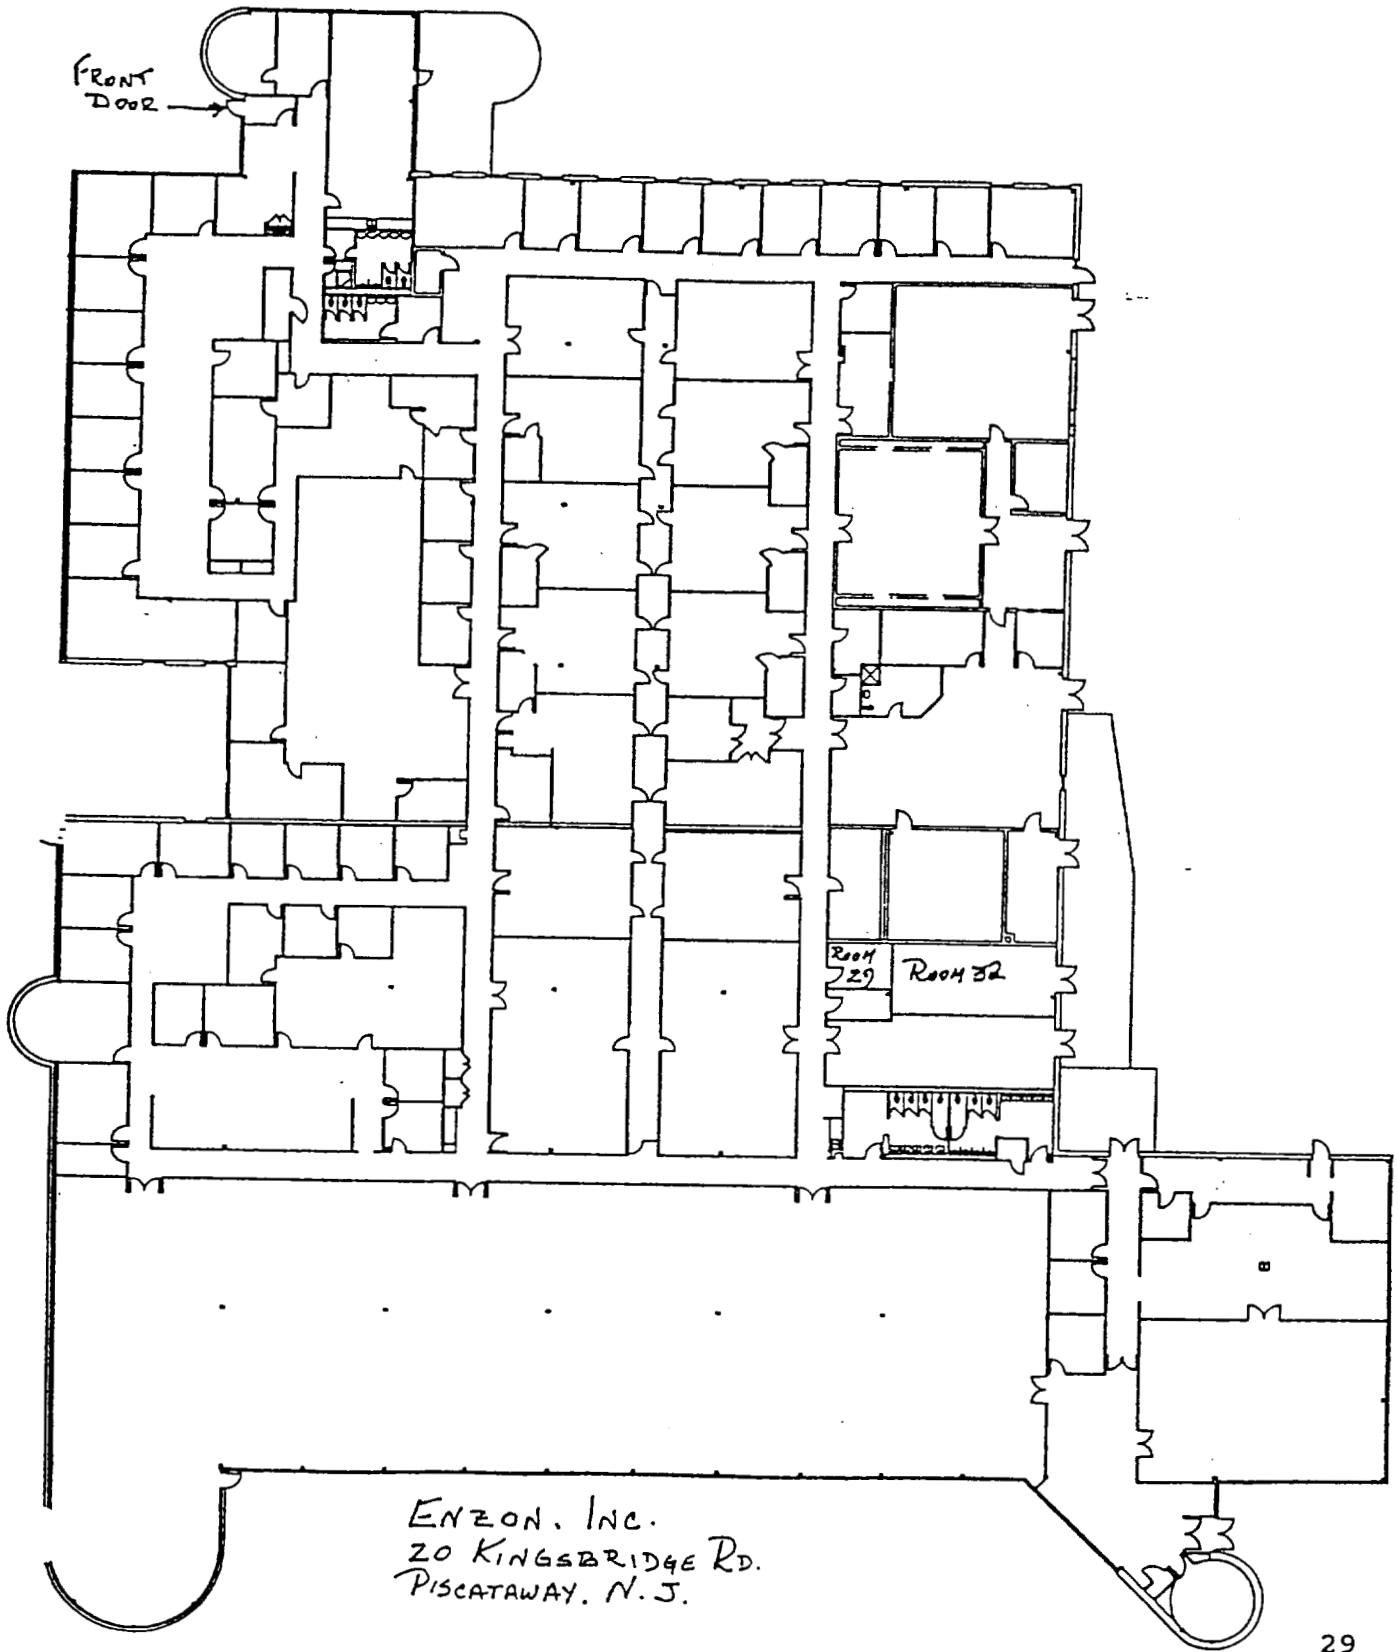 FRONT
DOOR
ROOM
29
ROOM 32
ENZON, INC.
20 KINGSBRIDGE RD.
PISCATAWAY, N.J.
29